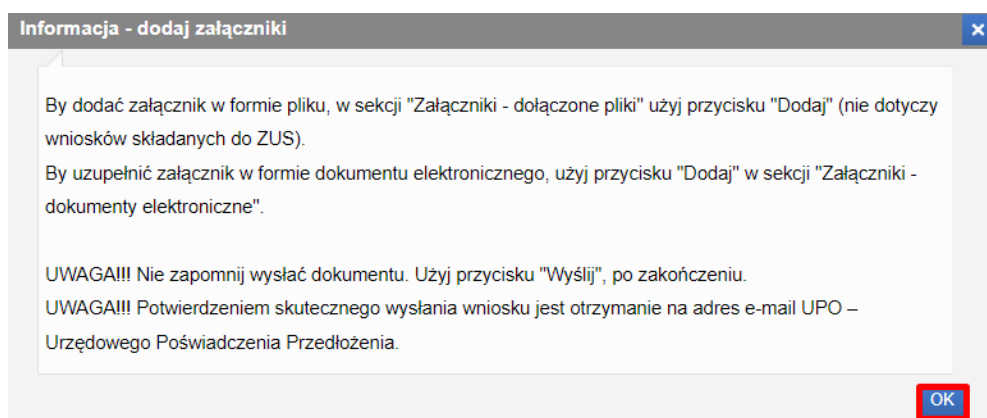 Informacja - dodaj załączniki
By dodać załącznik w formie pliku, w sekcji "Załączniki - dołączone pliki" użyj przycisku "Dodaj" (nie dotyczy
wniosków składanych do ZUS).
By uzupełnić załącznik w formie dokumentu elektronicznego, użyj przycisku "Dodaj" w sekcji "Załączniki -
dokumenty elektroniczne".
UWAGA!!! Nie zapomnij wysłać dokumentu. Użyj przycisku "Wyślij", po zakończeniu.
UWAGA!!! Potwierdzeniem skutecznego wysłania wniosku jest otrzymanie na adres e-mail UPO –
Urzędowego Poświadczenia Przedłożenia.
OK